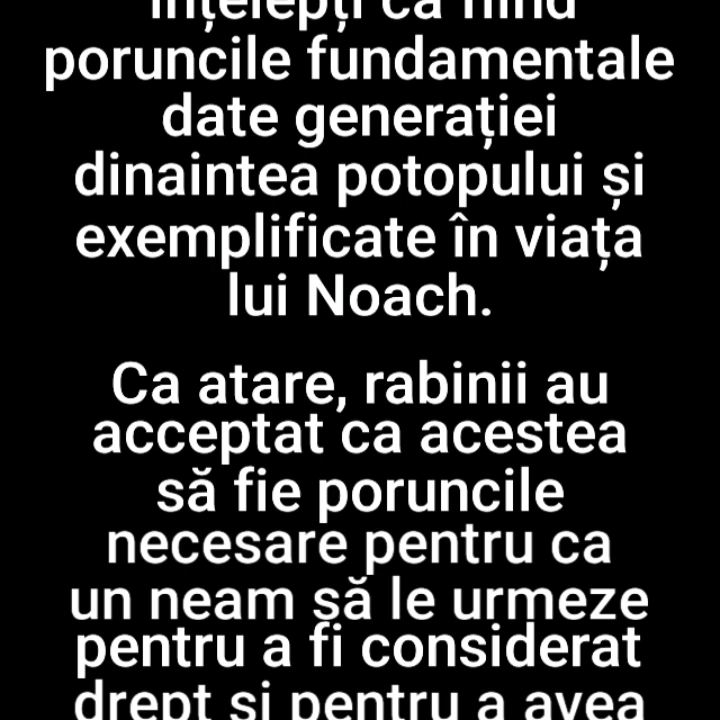 înțelepți ca fiind
poruncile fundamentale
date generației
dinaintea potopului și
exemplificate în viața
lui Noach.
Ca atare, rabinii au
acceptat ca acestea
să fie poruncile
necesare pentru ca
un neam să le urmeze
pentru a fi considerat
drept și pentru a avea